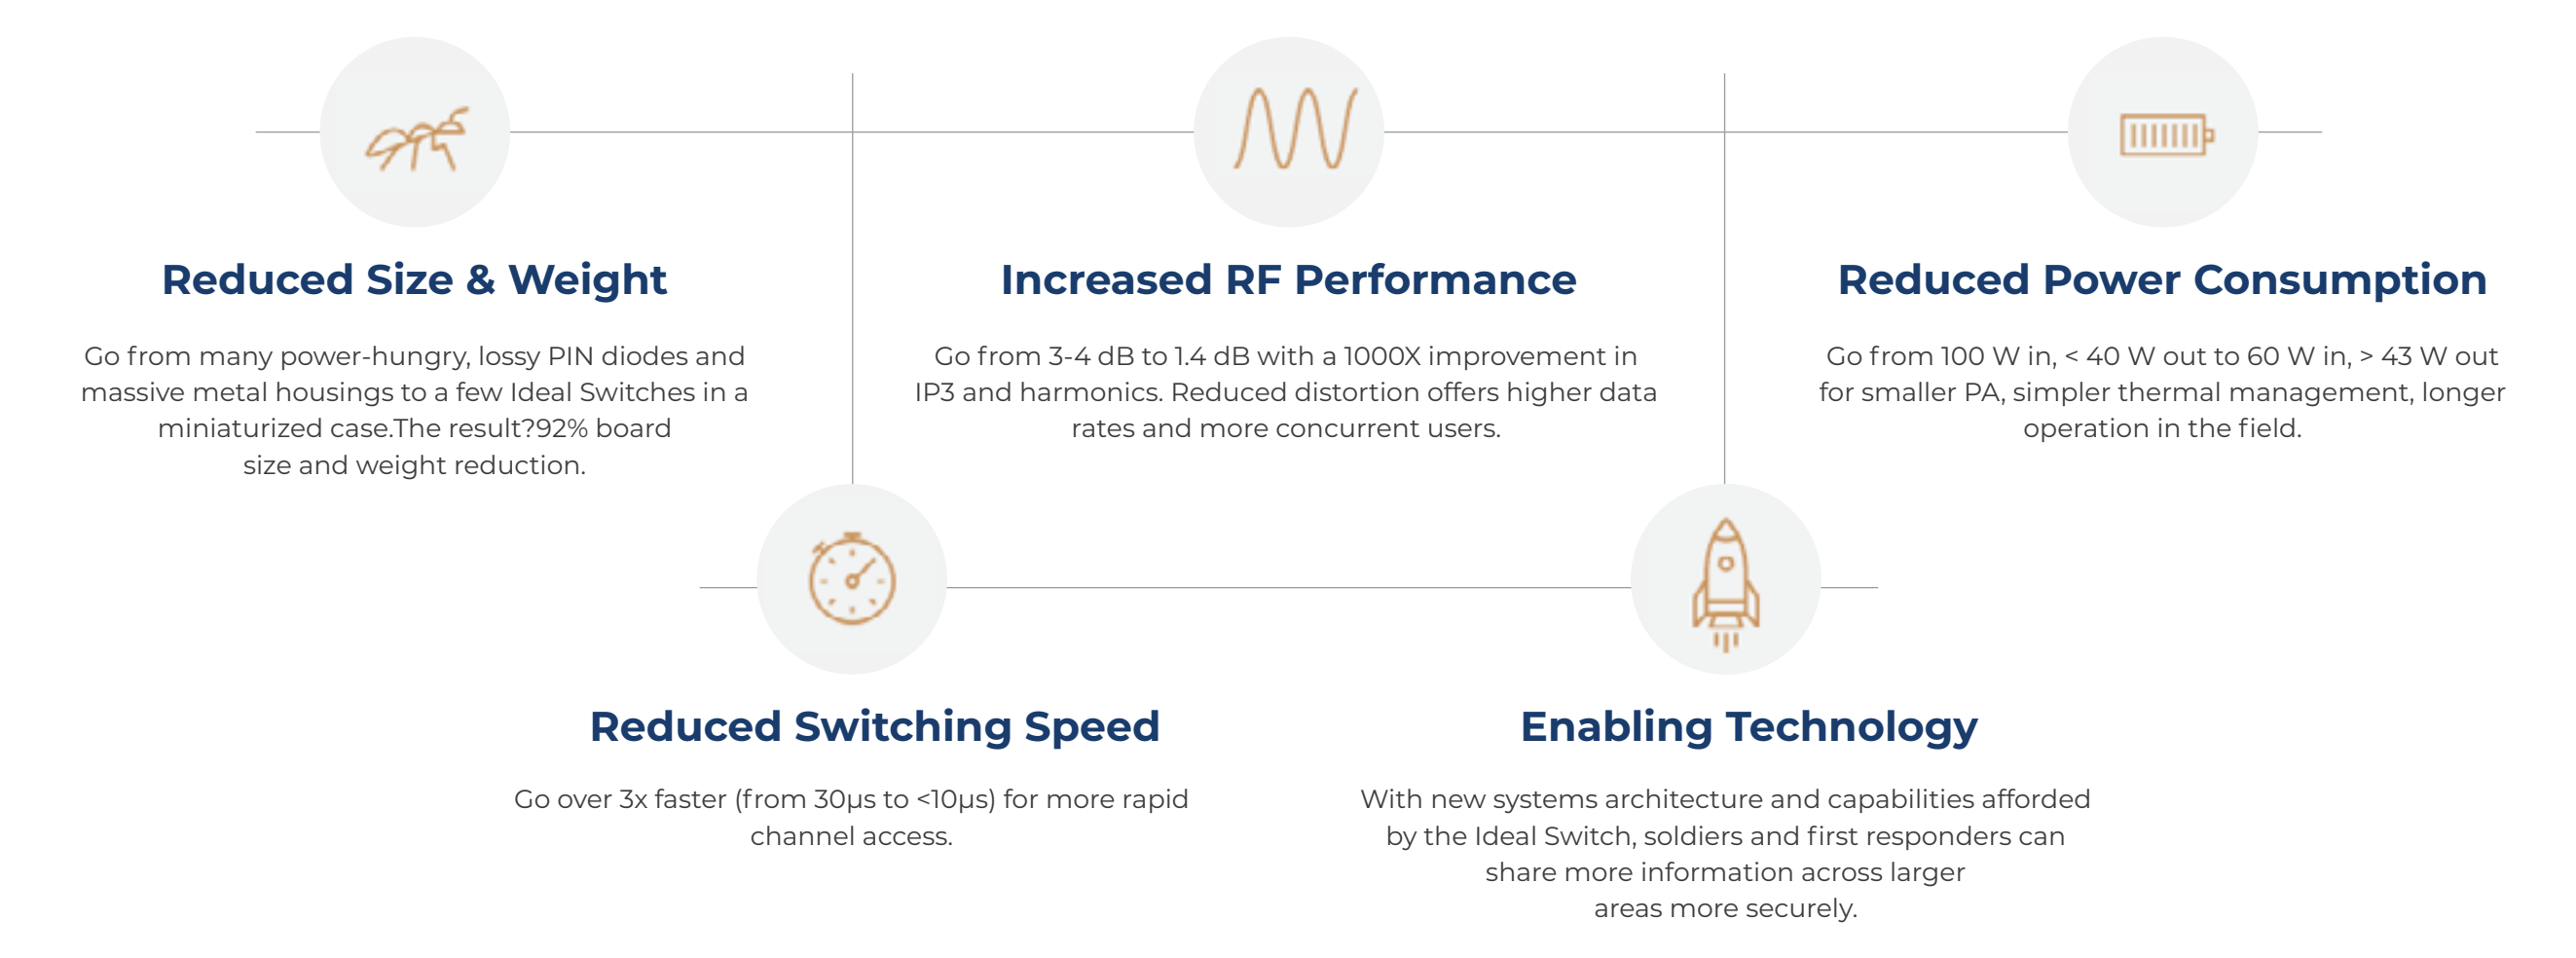 Reduced Size & Weight
Go from many power-hungry, lossy PIN diodes and
massive metal housings to a few Ideal Switches in a
miniaturized case.The result?92% board
size and weight reduction.
Increased RF Performance
Go from 3-4 dB to 1.4 dB with a 1000X improvement in
IP3 and harmonics. Reduced distortion offers higher data
rates and more concurrent users.
Reduced Power Consumption
Go from 100 W in, < 40 W out to 60 W in, > 43 W out
for smaller PA, simpler thermal management, longer
operation in the field.
Reduced Switching Speed
Go over 3x faster (from 30µs to <10µs) for more rapid
channel access.
Enabling Technology
With new systems architecture and capabilities afforded
by the Ideal Switch, soldiers and first responders can
share more information across larger
areas more securely.